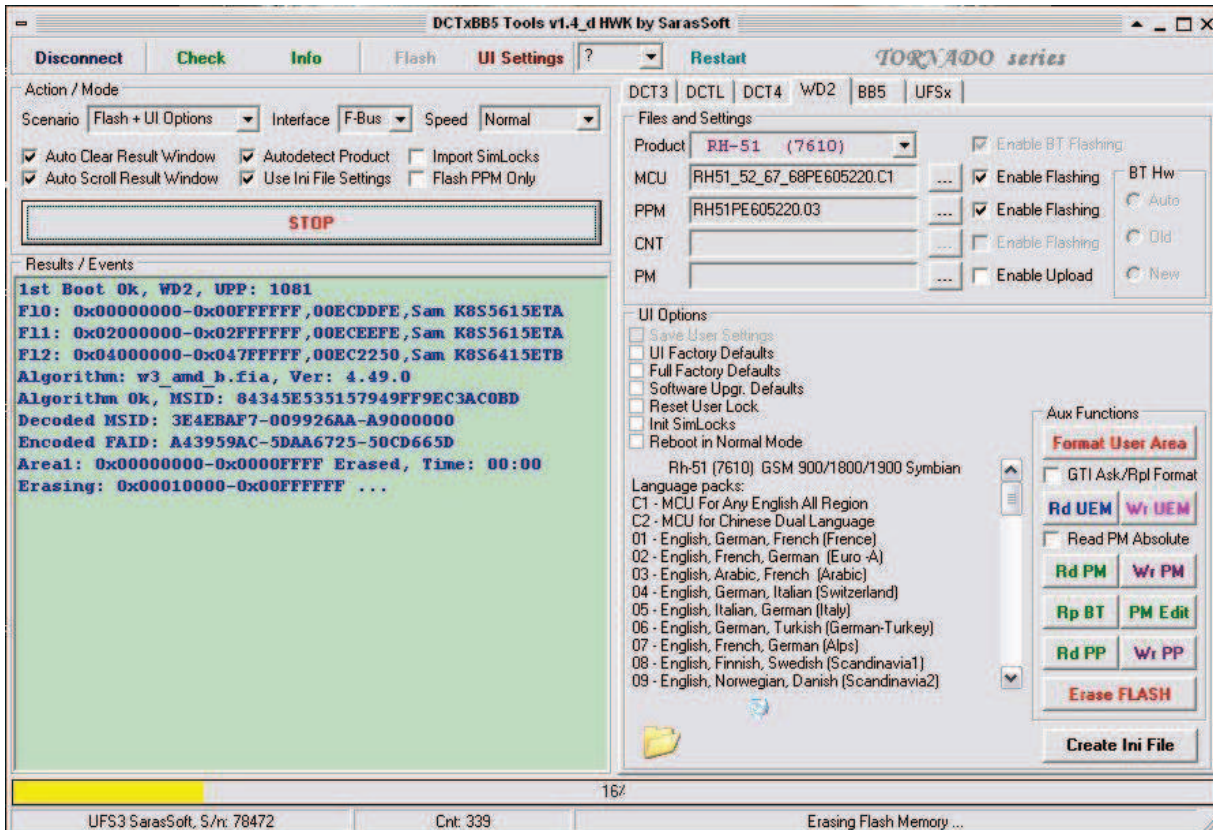 DCTxBB5 Tools v1.4_d HWK by SarasSoft
Disconnect Check Info Flash UI Settings ? Restart TORNADO series
Action / Mode
Scenario Flash + UI Options Interface F-Bus Speed Normal
Auto Clear Result Window Autodetect Product Import SimLocks
Auto Scroll Result Window Use Ini File Settings Flash PPM Only
STOP
Results / Events
1st Boot Ok, WD2, UPP: 1081
Fl0: 0x00000000-0x00FFFFFF,00ECDDFE,Sam K8S5615ETA
Fl1: 0x02000000-0x02FFFFFF,00ECEEFE,Sam K8S5615ETA
Fl2: 0x04000000-0x047FFFFF,00EC2250,Sam K8S6415ETB
Algorithm: w3_amd_b.fia, Ver: 4.49.0
Algorithm Ok, MSID: 84345E535157949FF9EC3AC0BD
Decoded MSID: 3E4EBAF7-009926AA-A9000000
Encoded FAID: A43959AC-5DAA6725-50CD665D
Area1: 0x00000000-0x0000FFFF Erased, Time: 00:00
Erasing: 0x00010000-0x00FFFFFF ...
DCT3 DCTL DCT4 WD2 BB5 UFSx
Files and Settings
Product RH-51 (7610) Enable BT Flashing
MCU RH51_52_67_68PE605220.C1 ... Enable Flashing
PPM RH51PE605220.03 ... Enable Flashing
CNT ... Enable Flashing
PM ... Enable Upload
BT Hw
Auto
Old
New
UI Options
Save User Settings
UI Factory Defaults
Full Factory Defaults
Software Upgr. Defaults
Reset User Lock
Init SimLocks
Reboot in Normal Mode
Rh-51 (7610) GSM 900/1800/1900 Symbian
Language packs:
C1 - MCU For Any English All Region
C2 - MCU for Chinese Dual Language
01 - English, German, French (Frence)
02 - English, French, German (Euro -A)
03 - English, Arabic, French (Arabic)
04 - English, German, Italian (Switzerland)
05 - English, Italian, German (Italy)
06 - English, German, Turkish (German-Turkey)
07 - English, French, German (Alps)
08 - English, Finnish, Swedish (Scandinavia1)
09 - English, Norwegian, Danish (Scandinavia2)
Aux Functions
Format User Area
GTI Ask/Rpl Format
Rd UEM Wr UEM
Read PM Absolute
Rd PM Wr PM
Rp BT PM Edit
Rd PP Wr PP
Erase FLASH
Create Ini File
16%
UFS3 SarasSoft, S/n: 78472 Cnt: 339 Erasing Flash Memory ...